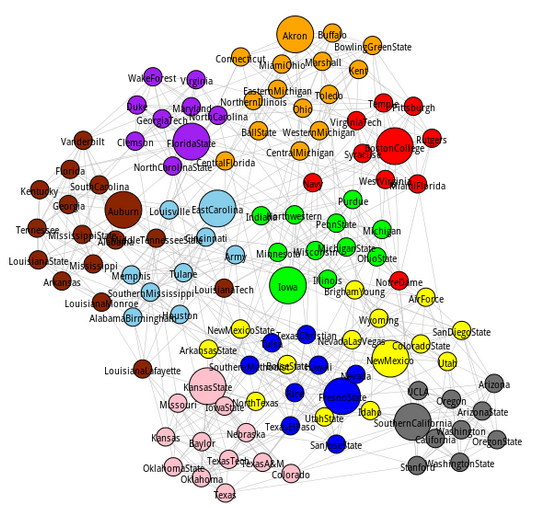 Akron
Buffalo
BowlingGreenState
Connecticut
MiamiOhio
Marshall
Kent
WakeForest
Virginia
EasternMichigan
Toledo
NorthernIllinois
Ohio
Duke
Maryland
NorthCarolina
GeorgiaTech
Temple
Pittsburgh
VirginiaTech
BallState
WesternMichigan
Rutgers
Vanderbilt
Clemson
FloridaState
BostonCollege
Syracuse
CentralMichigan
CentralFlorida
NorthCarolinaState
Florida
SouthCarolina
Kentucky
Navy
WestVirginia
MiamiFlorida
Georgia
Auburn
Louisville
EastCarolina
Indiana
Northwestern
Purdue
PennState
Michigan
Tennessee
MississippiState
Alabama
MiddleTennesseeState
Cincinnati
Army
Minnesota
Wisconsin
MichiganState
OhioState
LouisianaState
Mississippi
Arkansas
Memphis
Tulane
LouisianaTech
Iowa
Illinois
BrighamYoung
NotreDame
AirForce
LouisianaMonroe
SouthernMississippi
AlabamaBirmingham
Houston
NewMexicoState
TexasChristian
Tulsa
Wyoming
SanDiegoState
NevadaLasVegas
ColoradoState
ArkansasState
SouthernMethodist
BoiseState
Hawaii
NewMexico
Utah
LouisianaLafayette
KansasState
Nevada
Missouri
IowaState
NorthTexas
Rice
FresnoState
UCLA
Arizona
Oregon
ArizonaState
UtahState
Idaho
SouthernCalifornia
Kansas
Baylor
Nebraska
TexasElPaso
SanJoseState
California
Washington
OregonState
OklahomaState
TexasTech
TexasA&M
Colorado
Stanford
WashingtonState
Oklahoma
Texas